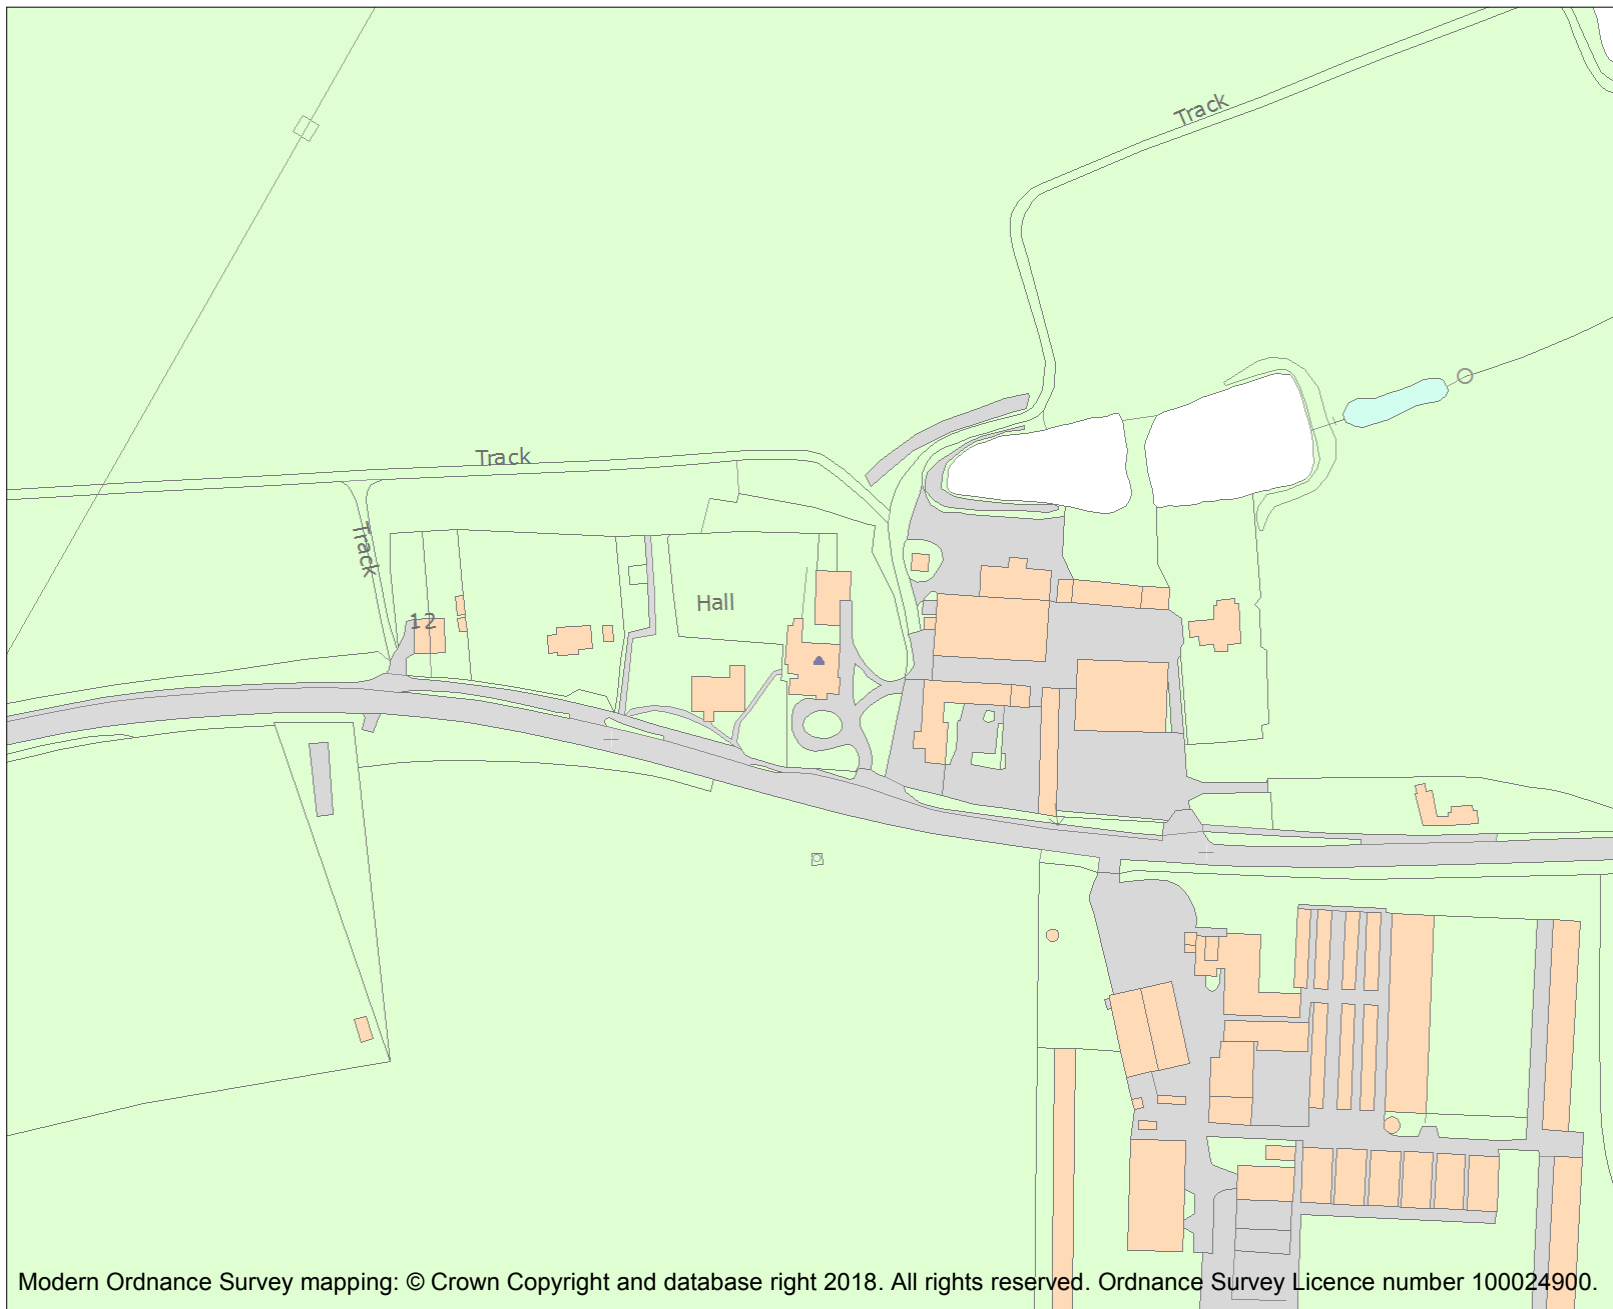 Track
Track
Track
Hall
12
Modern Ordnance Survey mapping: © Crown Copyright and database right 2018. All rights reserved. Ordnance Survey Licence number 100024900.